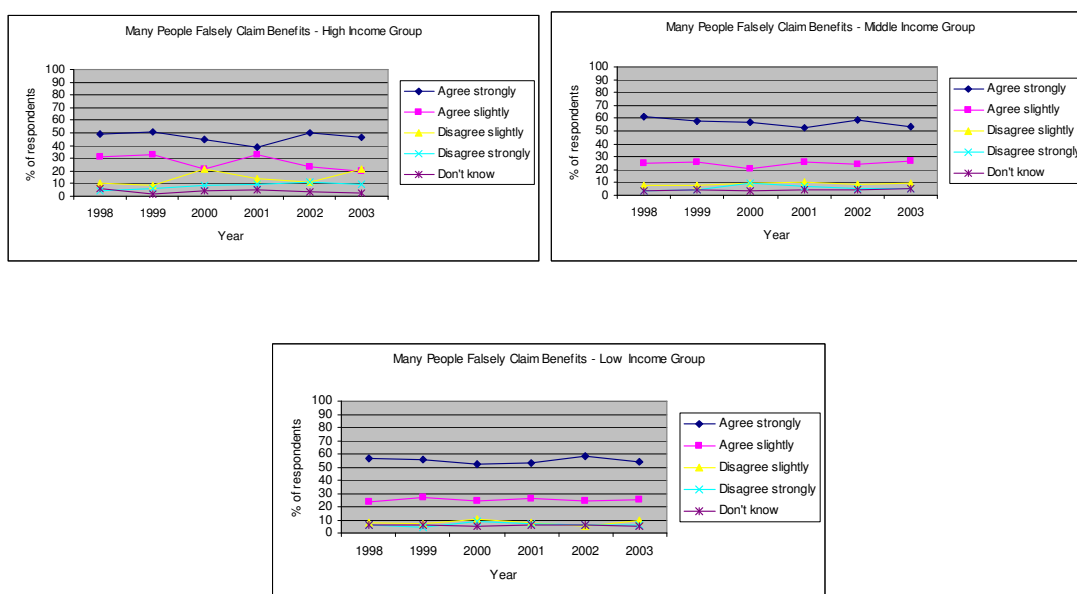 Many People Falsely Claim Benefits - High Income Group
% of respondents
100
90
80
70
60
50
40
30
20
10
0
1998 1999 2000 2001 2002 2003
Year
Agree strongly
Agree slightly
Disagree slightly
Disagree strongly
Don't know
Many People Falsely Claim Benefits - Middle Income Group
% of respondents
100
90
80
70
60
50
40
30
20
10
0
1998 1999 2000 2001 2002 2003
Year
Agree strongly
Agree slightly
Disagree slightly
Disagree strongly
Don't know
Many People Falsely Claim Benefits - Low Income Group
% of respondents
100
90
80
70
60
50
40
30
20
10
0
1998 1999 2000 2001 2002 2003
Year
Agree strongly
Agree slightly
Disagree slightly
Disagree strongly
Don't know